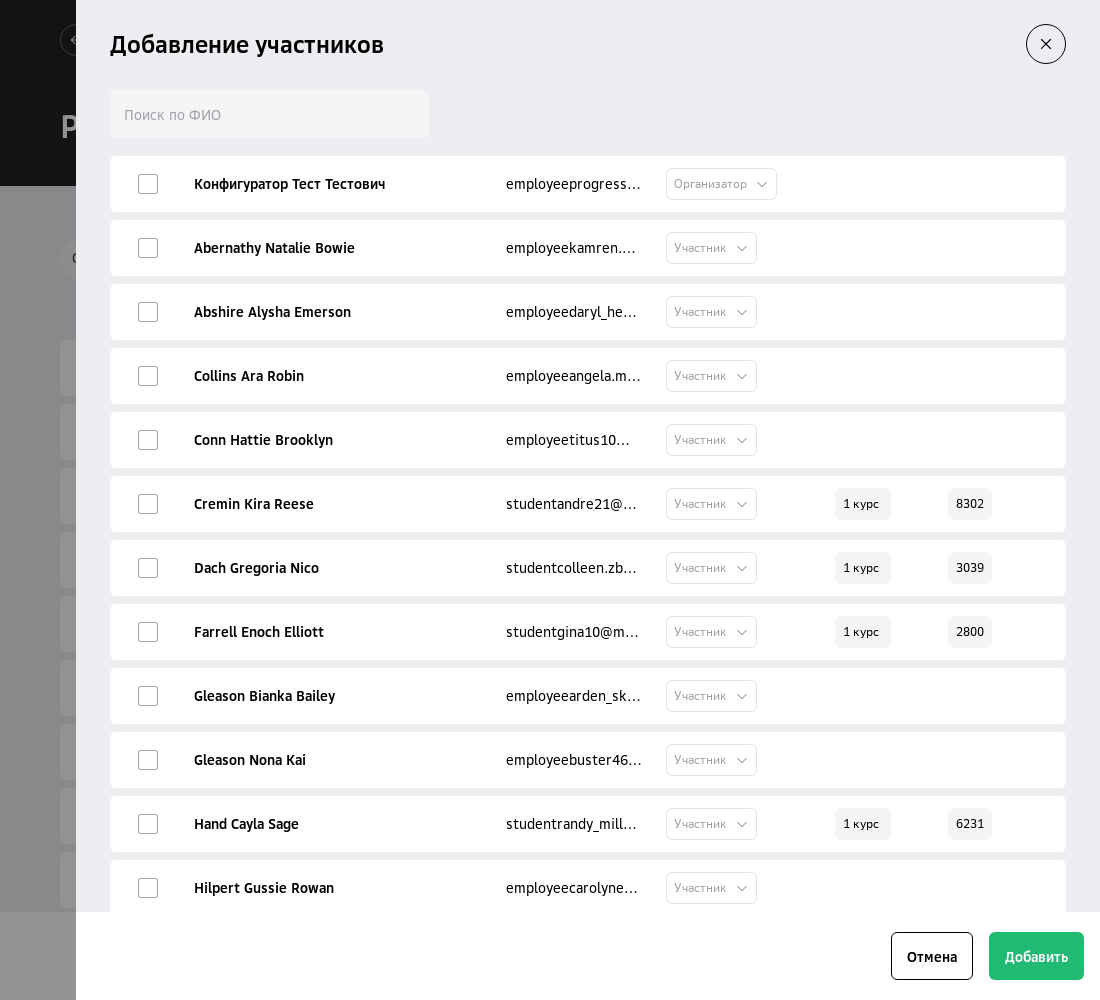 Добавление участников
Поиск по ФИО
Конфигуратор Тест Тестович employeeprogress... Организатор
Abernathy Natalie Bowie employeekamren.... Участник
Abshire Alysha Emerson employeedaryl_he... Участник
Collins Ara Robin employeeangela.m... Участник
Conn Hattie Brooklyn employeetitus10... Участник
Cremin Kira Reese studentandre21@... Участник 1 курс 8302
Dach Gregoria Nico studentcolleen.zb... Участник 1 курс 3039
Farrell Enoch Elliott studentgina10@m... Участник 1 курс 2800
Gleason Bianka Bailey employeearden_sk... Участник
Gleason Nona Kai employeebuster46... Участник
Hand Cayla Sage studentrandy_mill... Участник 1 курс 6231
Hilpert Gussie Rowan employeecarolyne... Участник
Отмена Добавить